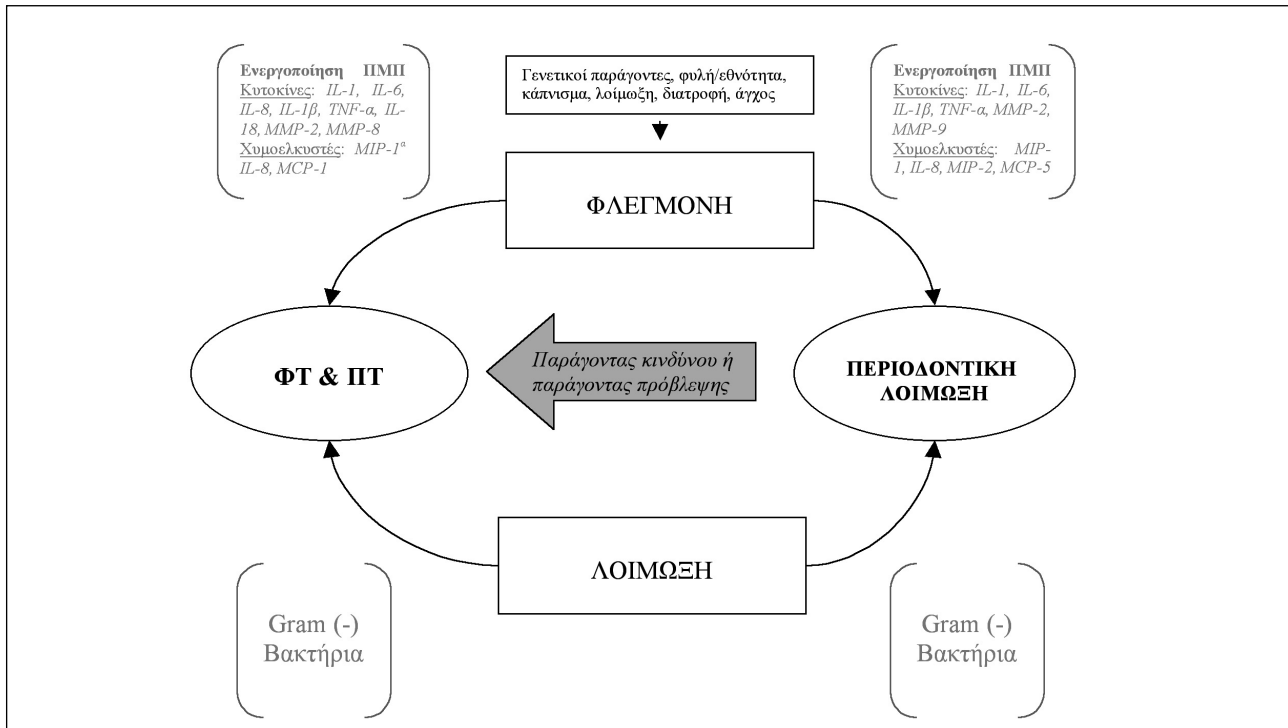 Ενεργοποίηση ΠΜΠ
Κυτοκίνες: IL-1, IL-6,
IL-8, IL-1β, TNF-α, IL-
18, MMP-2, MMP-8
Χυμοελκυστές: MIP-1α
IL-8, MCP-1
Γενετικοί παράγοντες, φυλή/εθνότητα,
κάπνισμα, λοίμωξη, διατροφή, άγχος
Ενεργοποίηση ΠΜΠ
Κυτοκίνες: IL-1, IL-6,
IL-1β, TNF-α, MMP-2,
MMP-9
Χυμοελκυστές: MIP-
1, IL-8, MIP-2, MCP-5
ΦΛΕΓΜΟΝΗ
ΦΤ & ΠΤ
Παράγοντας κινδύνου ή
παράγοντας πρόβλεψης
ΠΕΡΙΟΔΟΝΤΙΚΗ
ΛΟΙΜΩΞΗ
ΛΟΙΜΩΞΗ
Gram (-)
Βακτήρια
Gram (-)
Βακτήρια